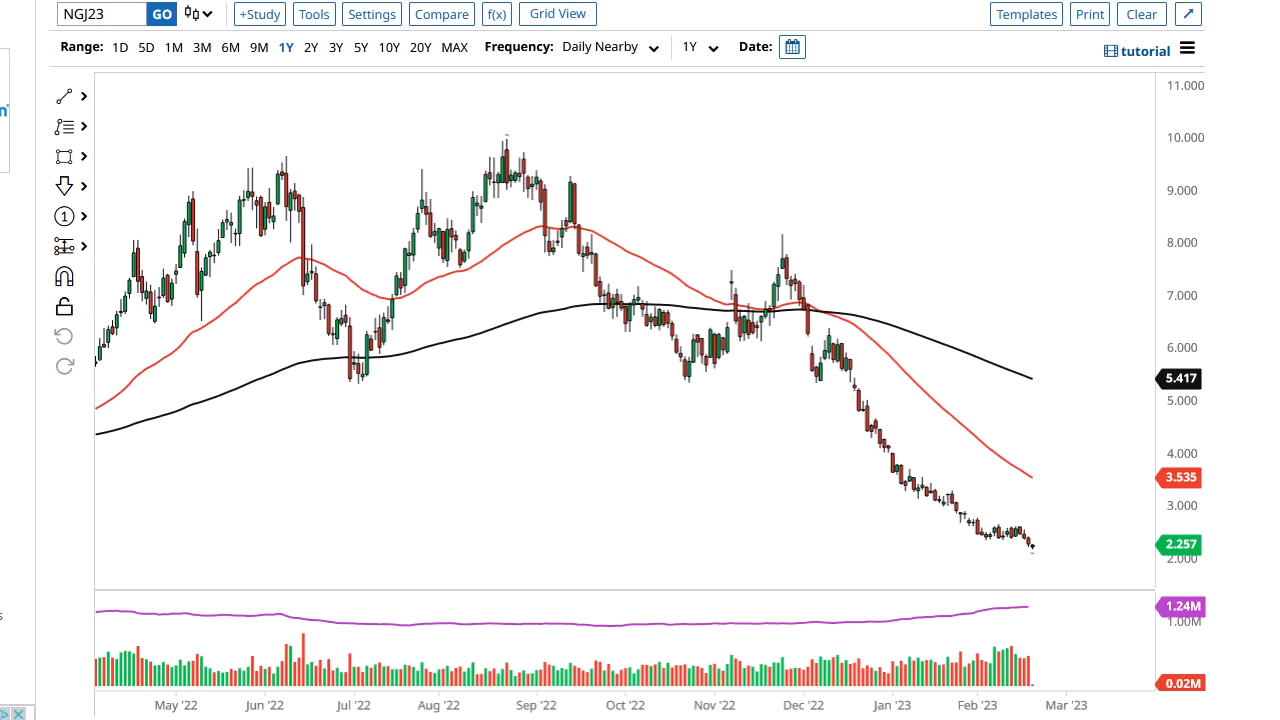 NGJ23 GO +Study Tools Settings Compare f(x) Grid View Templates Print Clear
Range: 1D 5D 1M 3M 6M 9M 1Y 2Y 3Y 5Y 10Y 20Y MAX Frequency: Daily Nearby 1Y Date:
tutorial
1
11.000
10.000
9.000
8.000
7.000
6.000
5.417
5.000
4.000
3.535
3.000
2.257
2.000
1.24M
1.00M
0.02M
May '22 Jun '22 Jul '22 Aug '22 Sep '22 Oct '22 Nov '22 Dec '22 Jan '23 Feb '23 Mar '23